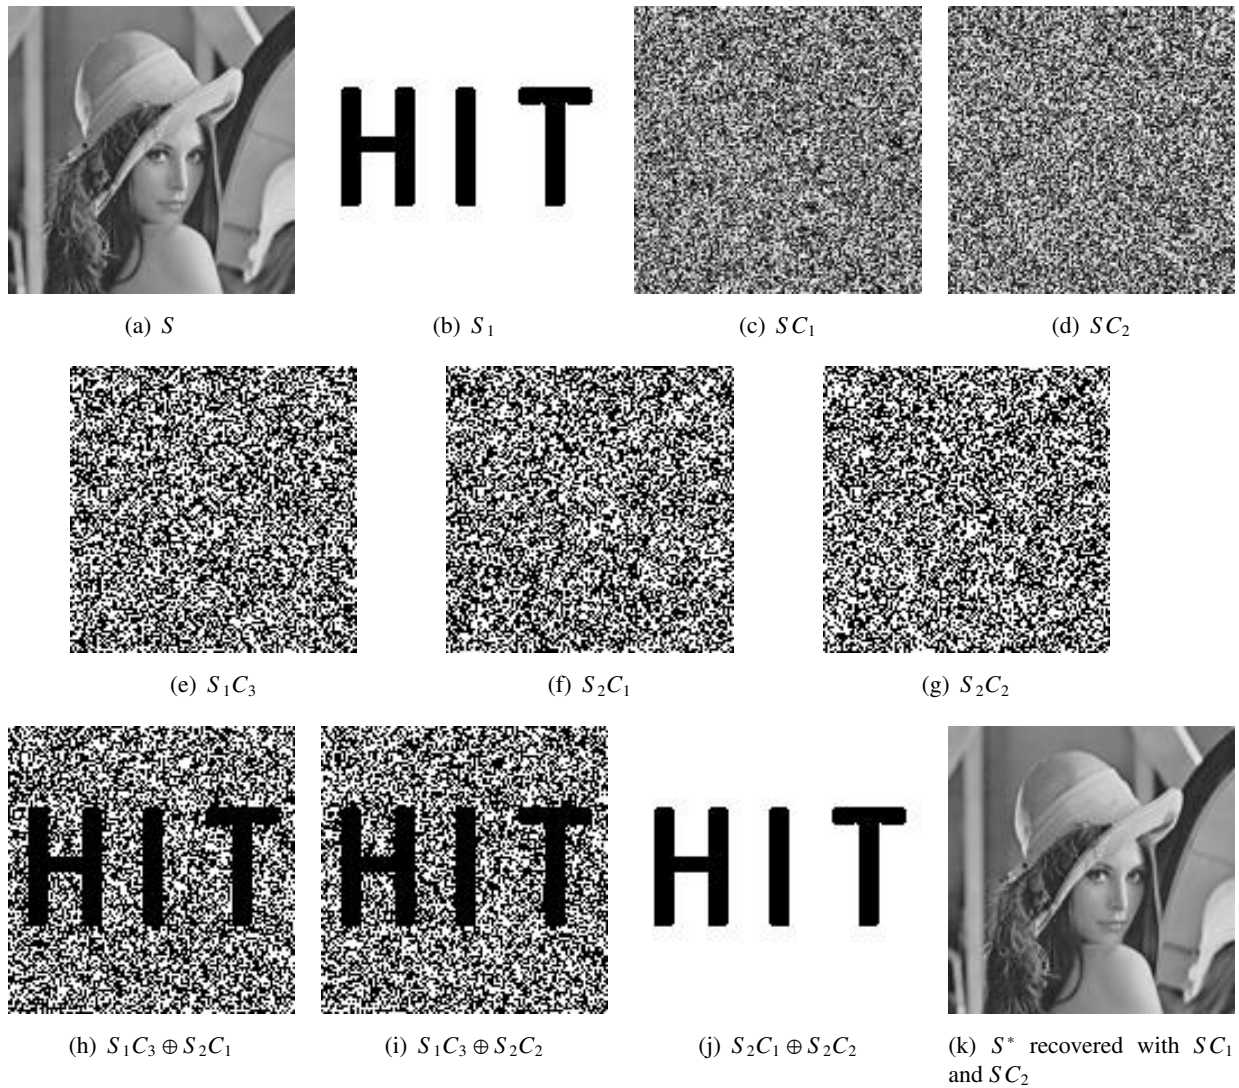 HIT
(a) S
(b) S₁
(c) SC₁
(d) SC₂
(e) S₁C₃
(f) S₂C₁
(g) S₂C₂
HIT
HIT
HIT
(h) S₁C₃ ⊕ S₂C₁
(i) S₁C₃ ⊕ S₂C₂
(j) S₂C₁ ⊕ S₂C₂
(k) S* recovered with SC₁
and SC₂